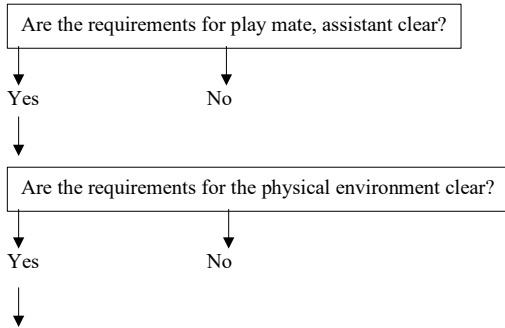 Are the requirements for play mate, assistant clear?
Yes No
Are the requirements for the physical environment clear?
Yes No